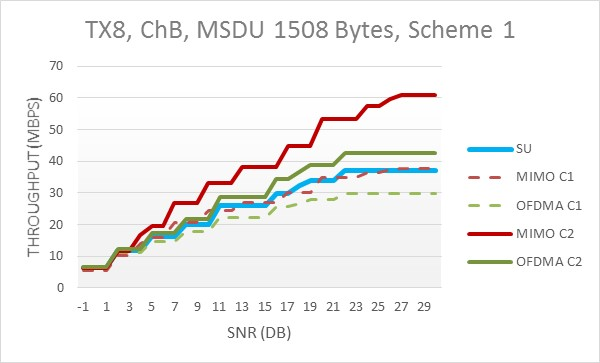 TX8, ChB, MSDU 1508 Bytes, Scheme 1
THROUGHPUT (MBPS)
70
60
50
40
30
20
10
0
-1 1 3 5 7 9 11 13 15 17 19 21 23 25 27 29
SNR (DB)
SU
MIMO C1
OFDMA C1
MIMO C2
OFDMA C2